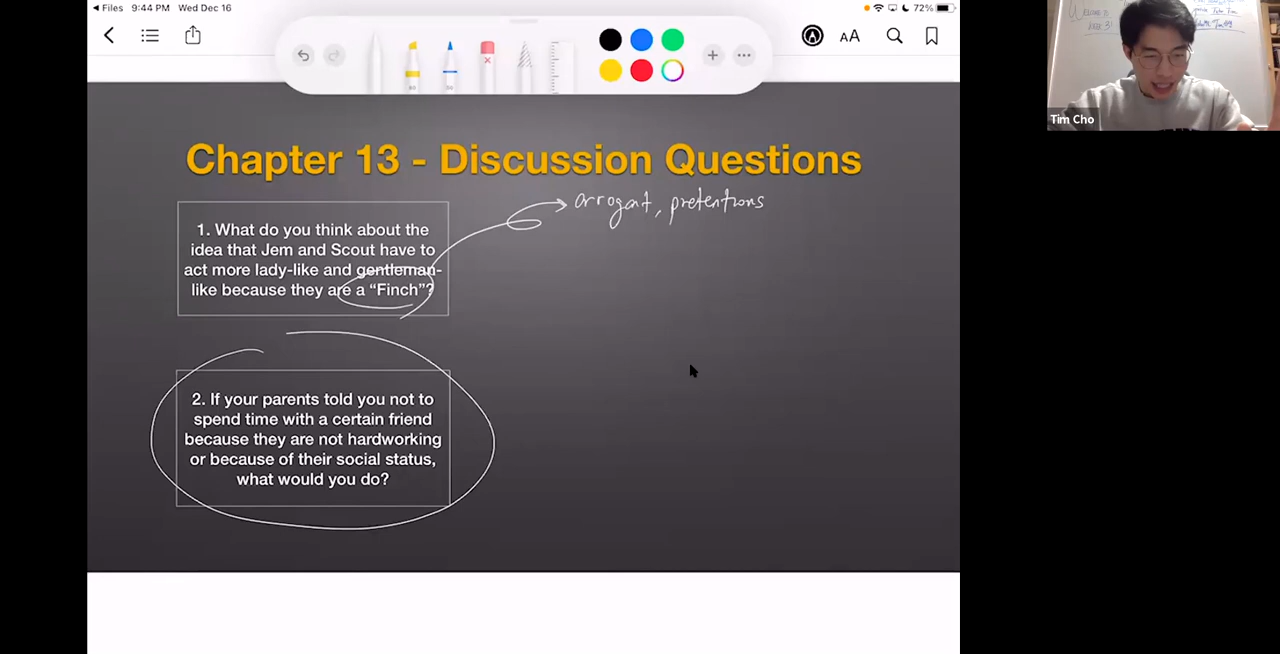 Files 9:44 PM Wed Dec 16
72%
AA
Chapter 13 - Discussion Questions
arrogant, pretentions
1. What do you think about the
idea that Jem and Scout have to
act more lady-like and gentleman-
like because they are a “Finch”?
2. If your parents told you not to
spend time with a certain friend
because they are not hardworking
or because of their social status,
what would you do?
Tim Cho